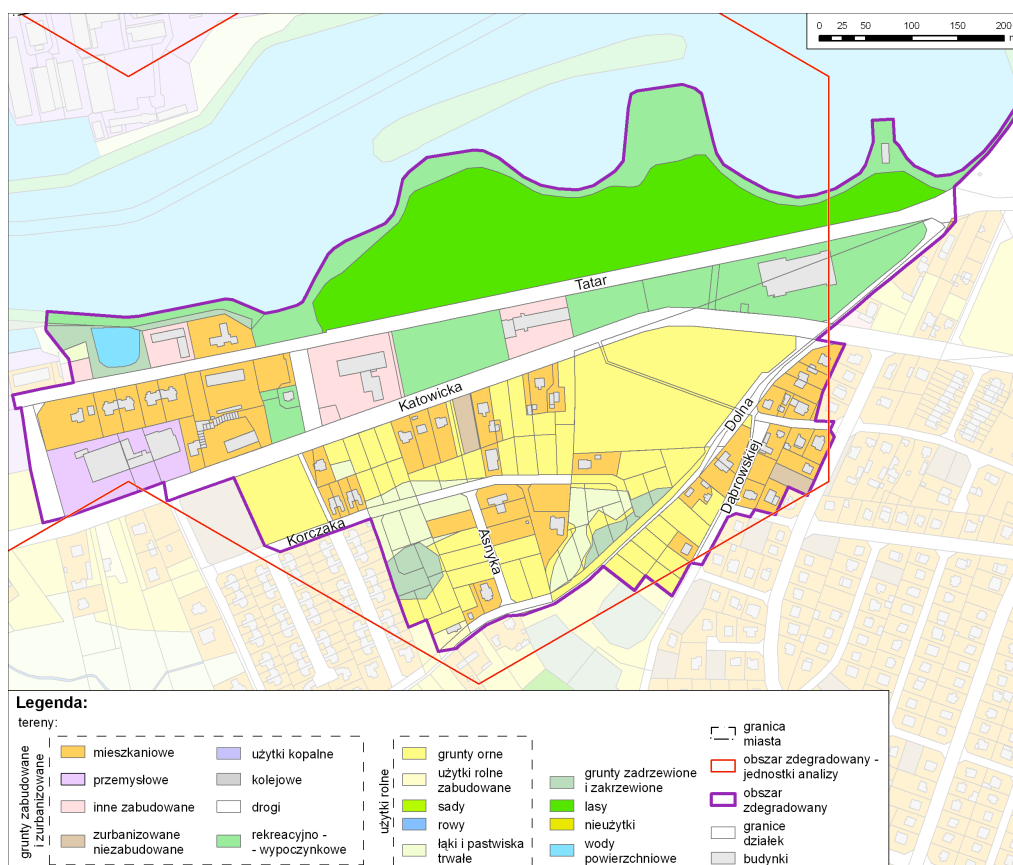 0 25 50 100 150 200
Tatar
Katowicka
Dolna
Dąbrowskiej
Korczaka
Asnyka
Legenda:
tereny:
grunty zabudowane
i zurbanizowane
mieszkaniowe
przemysłowe
inne zabudowane
zurbanizowane
niezabudowane
użytki kopalne
kolejowe
drogi
rekreacyjno -
- wypoczynkowe
użytki rolne
grunty orne
użytki rolne
zabudowane
sady
rowy
łąki i pastwiska
trwałe
grunty zadrzewione
i zakrzewione
lasy
nieużytki
wody
powierzchniowe
granica
miasta
obszar zdegradowany -
jednostki analizy
obszar
zdegradowany
granice
działek
budynki